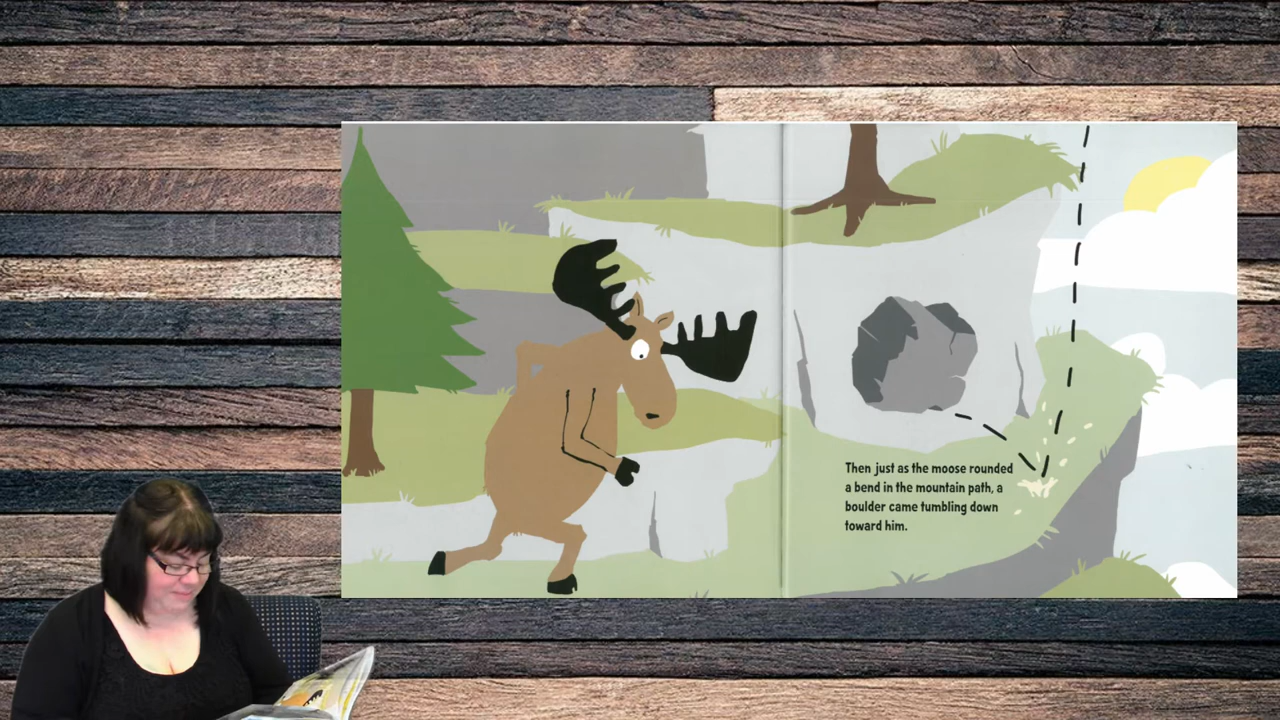 Then just as the moose rounded
a bend in the mountain path, a
boulder came tumbling down
toward him.